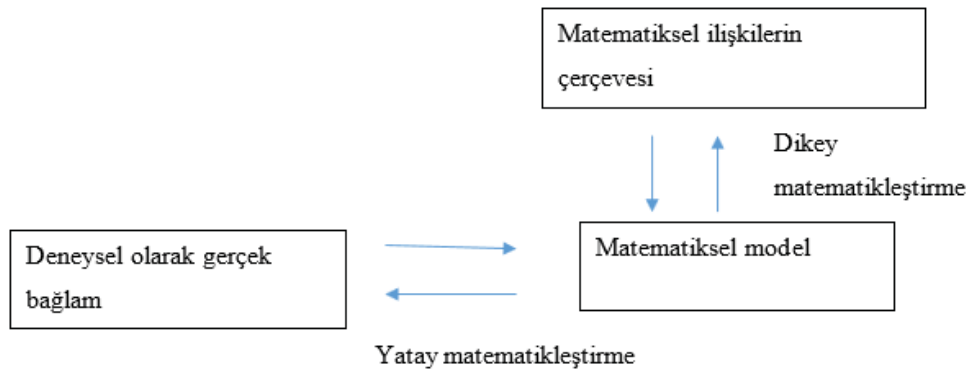 Matematiksel ilişkilerin
çerçevesi
Dikey
matematikleştirme
Deneysel olarak gerçek
bağlam
Matematiksel model
Yatay matematikleştirme